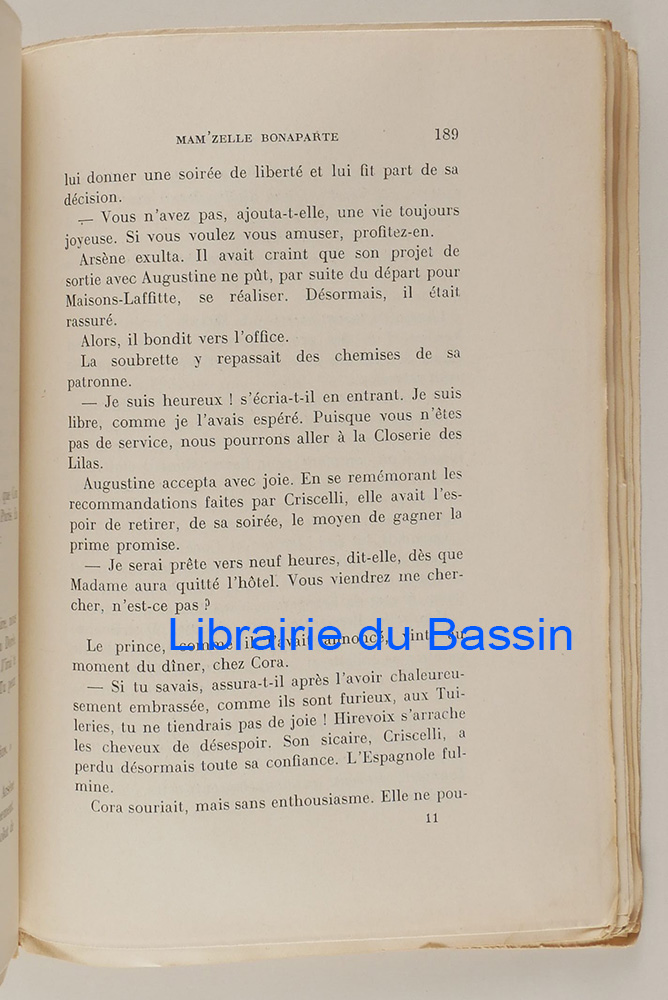 MAM'ZELLE BONAPARTE 189
lui donner une soirée de liberté et lui fit part de sa
décision.
— Vous n'avez pas, ajouta-t-elle, une vie toujours
joyeuse. Si vous voulez vous amuser, profitez-en.
Arsène exulta. Il avait craint que son projet de
sortie avec Augustine ne pût, par suite du départ pour
Maisons-Laffitte, se réaliser. Désormais, il était
rassuré.
Alors, il bondit vers l'office.
La soubrette y repassait des chemises de sa
patronne.
— Je suis heureux ! s'écria-t-il en entrant. Je suis
libre, comme je l'avais espéré. Puisque vous n'êtes
pas de service, nous pourrons aller à la Closerie des
Lilas.
Augustine accepta avec joie. En se remémorant les
recommandations faites par Criscelli, elle avait l'es-
poir de retirer, de sa soirée, le moyen de gagner la
prime promise.
— Je serai prête vers neuf heures, dit-elle, dès que
Madame aura quitté l'hôtel. Vous viendrez me cher-
cher, n'est-ce pas ?
Librairie du Bassin
Le prince, comme il l'avait annoncé, vint au
moment du dîner, chez Cora.
— Si tu savais, assura-t-il après l'avoir chaleureu-
sement embrassée, comme ils sont furieux, aux Tui-
leries, tu ne tiendrais pas de joie ! Hirevoix s'arrache
les cheveux de désespoir. Son sicaire, Criscelli, a
perdu désormais toute sa confiance. L'Espagnole ful-
mine.
Cora souriait, mais sans enthousiasme. Elle ne pou-
11